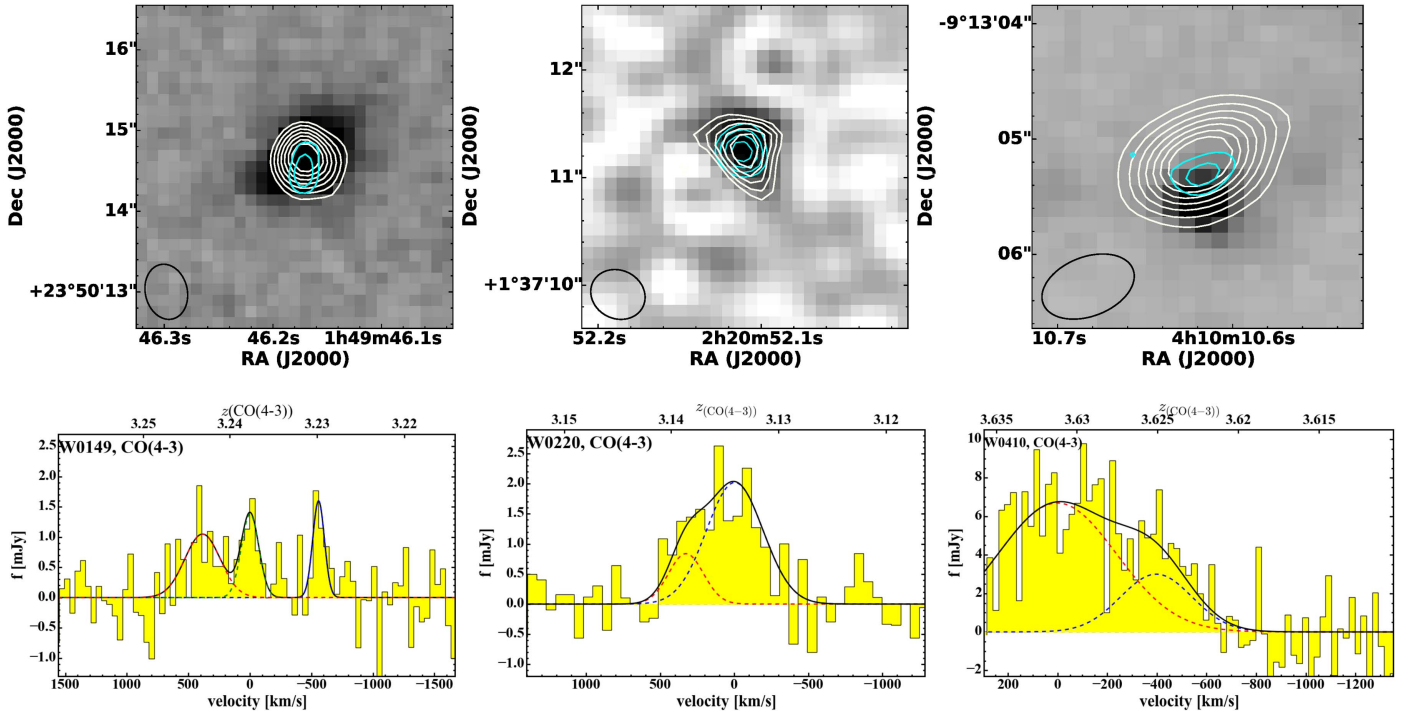 16"
15"
14"
+23°50'13"
Dec (J2000)
46.3s 46.2s 1h49m46.1s
RA (J2000)
12"
11"
+1°37'10"
Dec (J2000)
52.2s 2h20m52.1s
RA (J2000)
-9°13'04"
05"
06"
Dec (J2000)
10.7s 4h10m10.6s
RA (J2000)
z(CO(4-3))
3.25 3.24 3.23 3.22
W0149, CO(4-3)
2.5
2.0
1.5
1.0
0.5
0.0
−0.5
−1.0
f [mJy]
1500 1000 500 0 −500 −1000 −1500
velocity [km/s]
z(CO(4−3))
3.15 3.14 3.13 3.12
W0220, CO(4-3)
2.5
2.0
1.5
1.0
0.5
0.0
−0.5
−1.0
f [mJy]
1000 500 0 −500 −1000
velocity [km/s]
z(CO(4−3))
3.635 3.63 3.625 3.62 3.615
W0410, CO(4-3)
10
8
6
4
2
0
−2
f [mJy]
200 0 −200 −400 −600 −800 −1000 −1200
velocity [km/s]